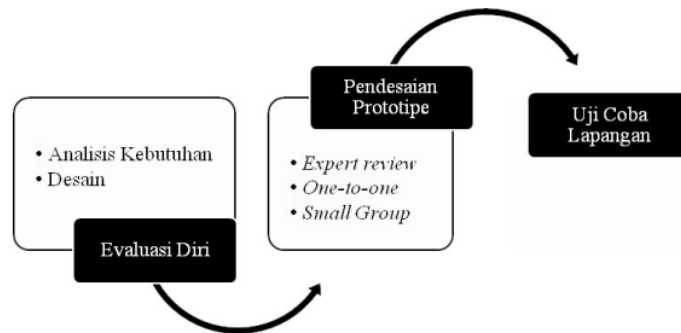 • Analisis Kebutuhan
• Desain
Evaluasi Diri
Pendesaian
Prototipe
• Expert review
• One-to-one
• Small Group
Uji Coba
Lapangan